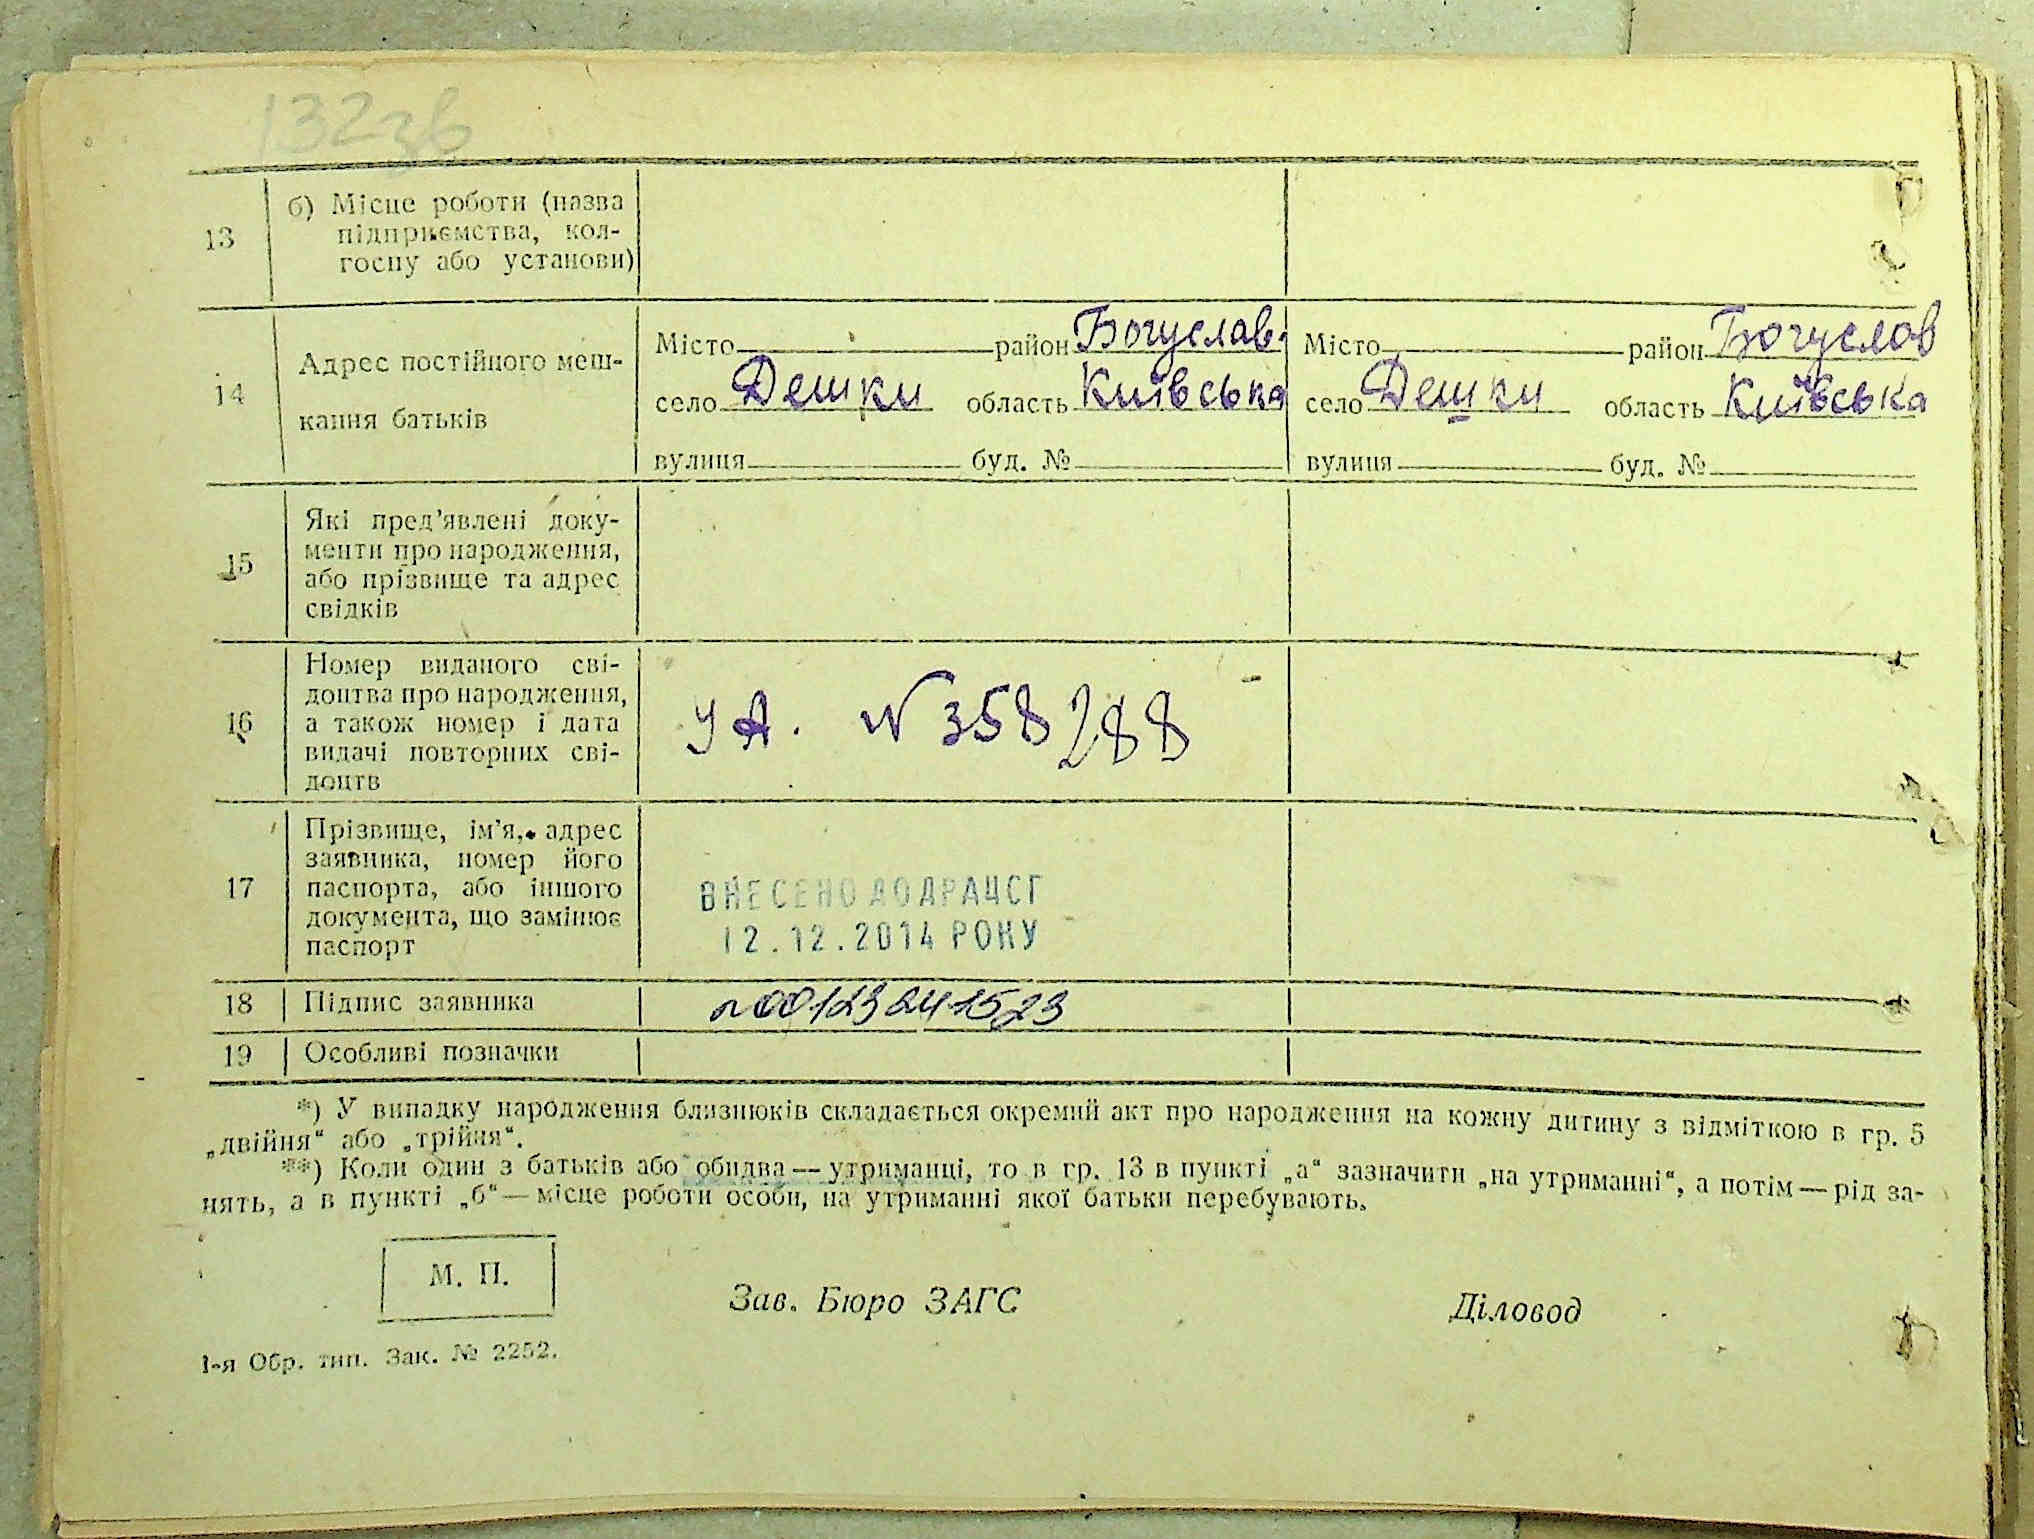 132зв
13
б) Місце роботи (назва
підприємства, кол-
госпу або установи)
14
Адрес постійного меш-
кання батьків
Місто район Богуслав. Місто район Богуслов
село Дешки область Київська село Дешки область Київська
вулиця буд. № вулиця буд. №
15
Які пред'явлені доку-
менти про народження,
або прізвище та адрес
свідків
16
Номер виданого сві-
доцтва про народження,
а також номер і дата
видачі повторних сві-
доцтв
УА. № 358288
17
Прізвище, ім'я, адрес
заявника, номер його
паспорта, або іншого
документа, що замінює
паспорт
ВНЕСЕНО ДО ДРАЦСГ
12.12.2014 РОКУ
18 Підпис заявника
19 Особливі позначки
*) У випадку народження близнюків складається окремий акт про народження на кожну дитину з відміткою в гр. 5
„двійня“ або „трійня“.
**) Коли один з батьків або обидва — утриманці, то в гр. 13 в пункті „а“ зазначити „на утриманні“, а потім — рід за-
нять, а в пункті „б“ — місце роботи особи, на утриманні якої батьки перебувають.
М. П.
Зав. Бюро ЗАГС Діловод
1-я Обр. тип. Зак. № 2252.